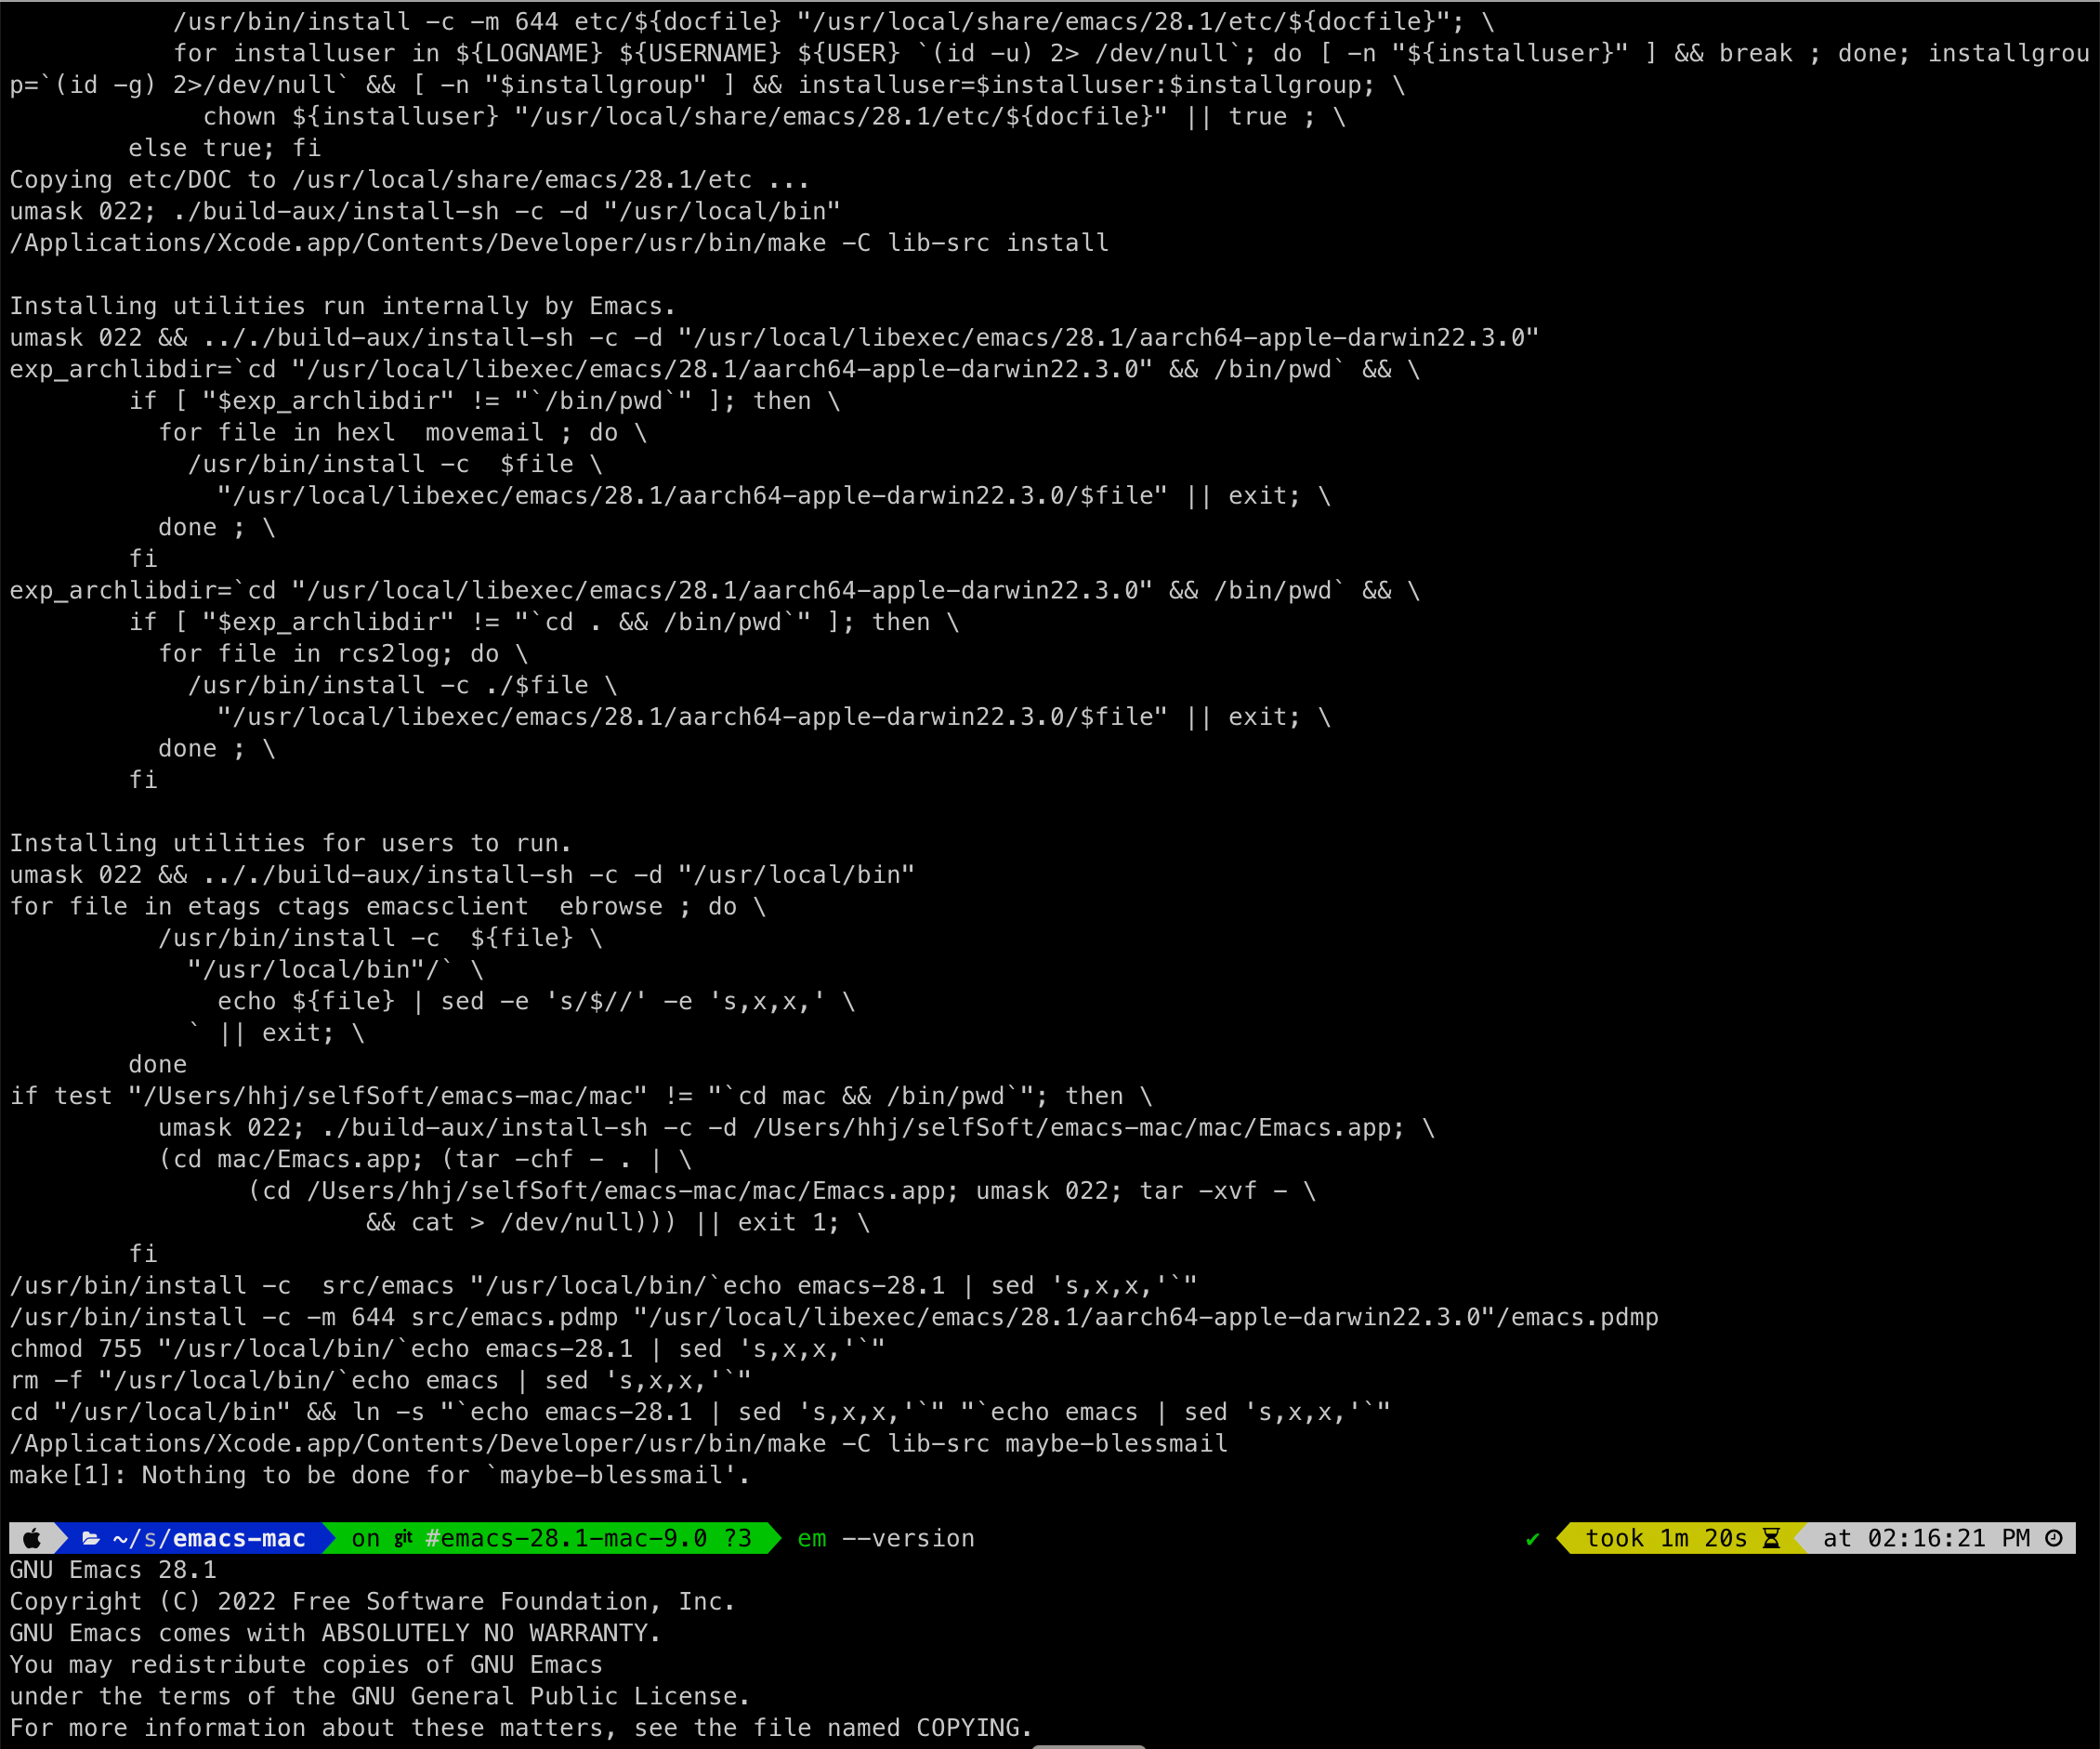 /usr/bin/install -c -m 644 etc/${docfile} "/usr/local/share/emacs/28.1/etc/${docfile}"; \
           for installuser in ${LOGNAME} ${USERNAME} ${USER} `(id -u) 2> /dev/null`; do [ -n "${installuser}" ] && break ; done; installgrou
p=`(id -g) 2>/dev/null` && [ -n "$installgroup" ] && installuser=$installuser:$installgroup; \
             chown ${installuser} "/usr/local/share/emacs/28.1/etc/${docfile}" || true ; \
        else true; fi
Copying etc/DOC to /usr/local/share/emacs/28.1/etc ...
umask 022; ./build-aux/install-sh -c -d "/usr/local/bin"
/Applications/Xcode.app/Contents/Developer/usr/bin/make -C lib-src install

Installing utilities run internally by Emacs.
umask 022 && .././build-aux/install-sh -c -d "/usr/local/libexec/emacs/28.1/aarch64-apple-darwin22.3.0"
exp_archlibdir=`cd "/usr/local/libexec/emacs/28.1/aarch64-apple-darwin22.3.0" && /bin/pwd` && \
        if [ "$exp_archlibdir" != "`/bin/pwd`" ]; then \
          for file in hexl  movemail ; do \
            /usr/bin/install -c  $file \
              "/usr/local/libexec/emacs/28.1/aarch64-apple-darwin22.3.0/$file" || exit; \
          done ; \
        fi
exp_archlibdir=`cd "/usr/local/libexec/emacs/28.1/aarch64-apple-darwin22.3.0" && /bin/pwd` && \
        if [ "$exp_archlibdir" != "`cd . && /bin/pwd`" ]; then \
          for file in rcs2log; do \
            /usr/bin/install -c ./$file \
              "/usr/local/libexec/emacs/28.1/aarch64-apple-darwin22.3.0/$file" || exit; \
          done ; \
        fi

Installing utilities for users to run.
umask 022 && .././build-aux/install-sh -c -d "/usr/local/bin"
for file in etags ctags emacsclient  ebrowse ; do \
          /usr/bin/install -c  ${file} \
            "/usr/local/bin"/` \
              echo ${file} | sed -e 's/$//' -e 's,x,x,' \
            ` || exit; \
        done
if test "/Users/hhj/selfSoft/emacs-mac/mac" != "`cd mac && /bin/pwd`"; then \
          umask 022; ./build-aux/install-sh -c -d /Users/hhj/selfSoft/emacs-mac/mac/Emacs.app; \
          (cd mac/Emacs.app; (tar -chf - . | \
                (cd /Users/hhj/selfSoft/emacs-mac/mac/Emacs.app; umask 022; tar -xvf - \
                        && cat > /dev/null))) || exit 1; \
        fi
/usr/bin/install -c  src/emacs "/usr/local/bin/`echo emacs-28.1 | sed 's,x,x,'`"
/usr/bin/install -c -m 644 src/emacs.pdmp "/usr/local/libexec/emacs/28.1/aarch64-apple-darwin22.3.0"/emacs.pdmp
chmod 755 "/usr/local/bin/`echo emacs-28.1 | sed 's,x,x,'`"
rm -f "/usr/local/bin/`echo emacs | sed 's,x,x,'`"
cd "/usr/local/bin" && ln -s "`echo emacs-28.1 | sed 's,x,x,'`" "`echo emacs | sed 's,x,x,'`"
/Applications/Xcode.app/Contents/Developer/usr/bin/make -C lib-src maybe-blessmail
make[1]: Nothing to be done for `maybe-blessmail'.

~/s/emacs-mac on git #emacs-28.1-mac-9.0 ?3 em --version ✔ took 1m 20s at 02:16:21 PM
GNU Emacs 28.1
Copyright (C) 2022 Free Software Foundation, Inc.
GNU Emacs comes with ABSOLUTELY NO WARRANTY.
You may redistribute copies of GNU Emacs
under the terms of the GNU General Public License.
For more information about these matters, see the file named COPYING.